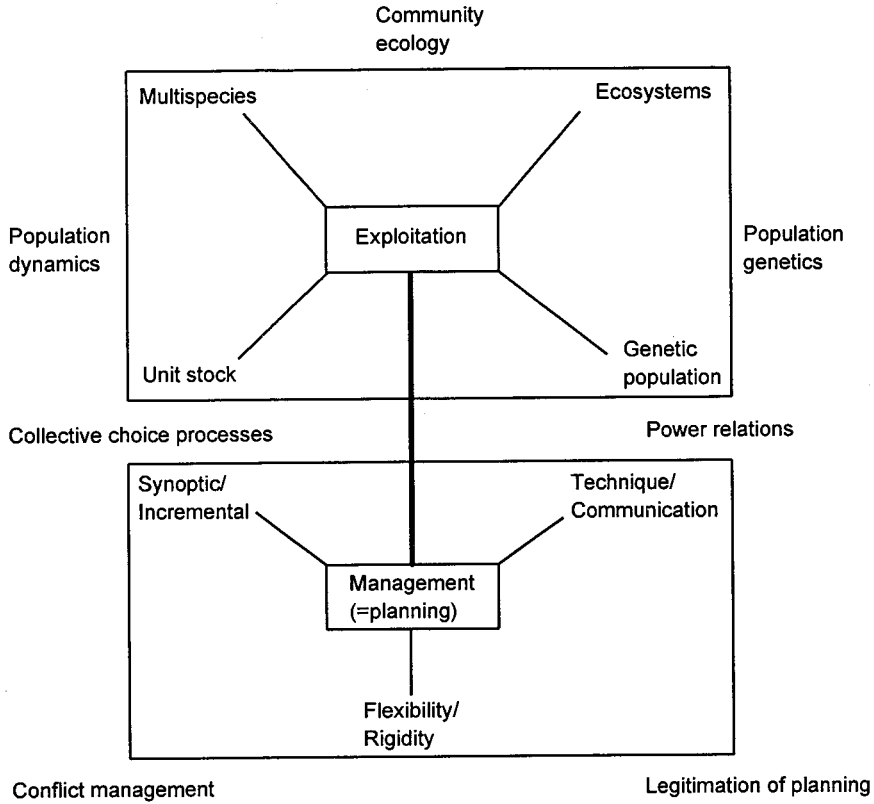 Community
ecology
Multispecies
Ecosystems
Population
dynamics
Exploitation
Population
genetics
Unit stock
Genetic
population
Collective choice processes
Power relations
Synoptic/
Incremental
Technique/
Communication
Management
(=planning)
Flexibility/
Rigidity
Conflict management
Legitimation of planning